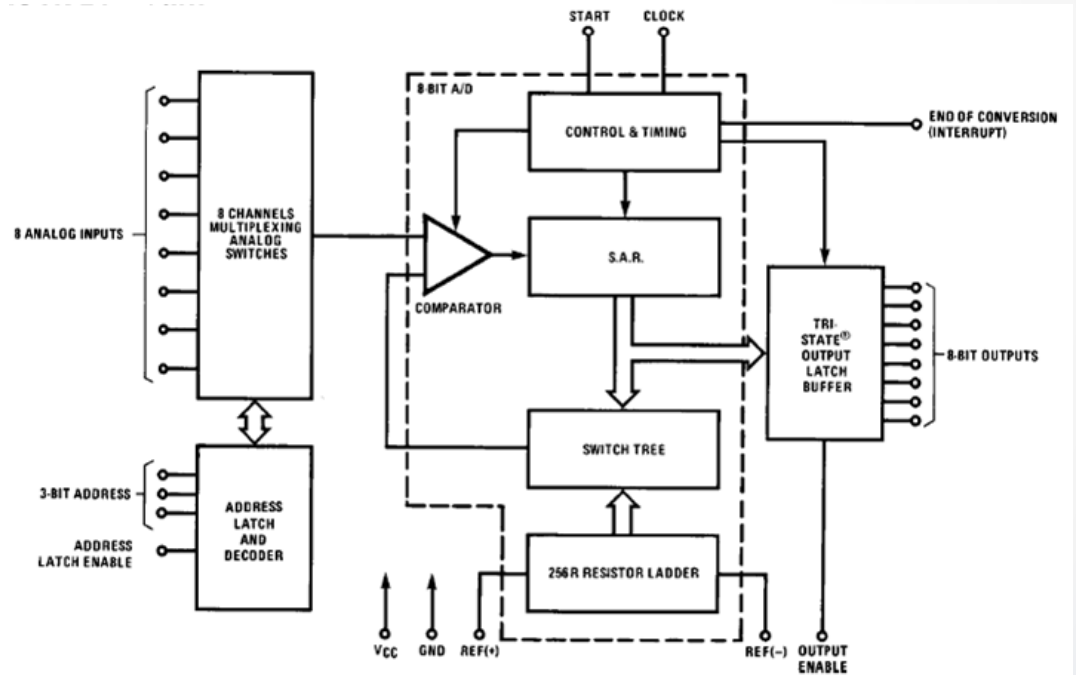 START
CLOCK
8-BIT A/D
CONTROL & TIMING
END OF CONVERSION
(INTERRUPT)
8 ANALOG INPUTS
8 CHANNELS
MULTIPLEXING
ANALOG
SWITCHES
COMPARATOR
S.A.R.
TRI-
STATE®
OUTPUT
LATCH
BUFFER
8-BIT OUTPUTS
SWITCH TREE
3-BIT ADDRESS
ADDRESS
LATCH ENABLE
ADDRESS
LATCH
AND
DECODER
256R RESISTOR LADDER
VCC
GND
REF(+)
REF(−)
OUTPUT
ENABLE